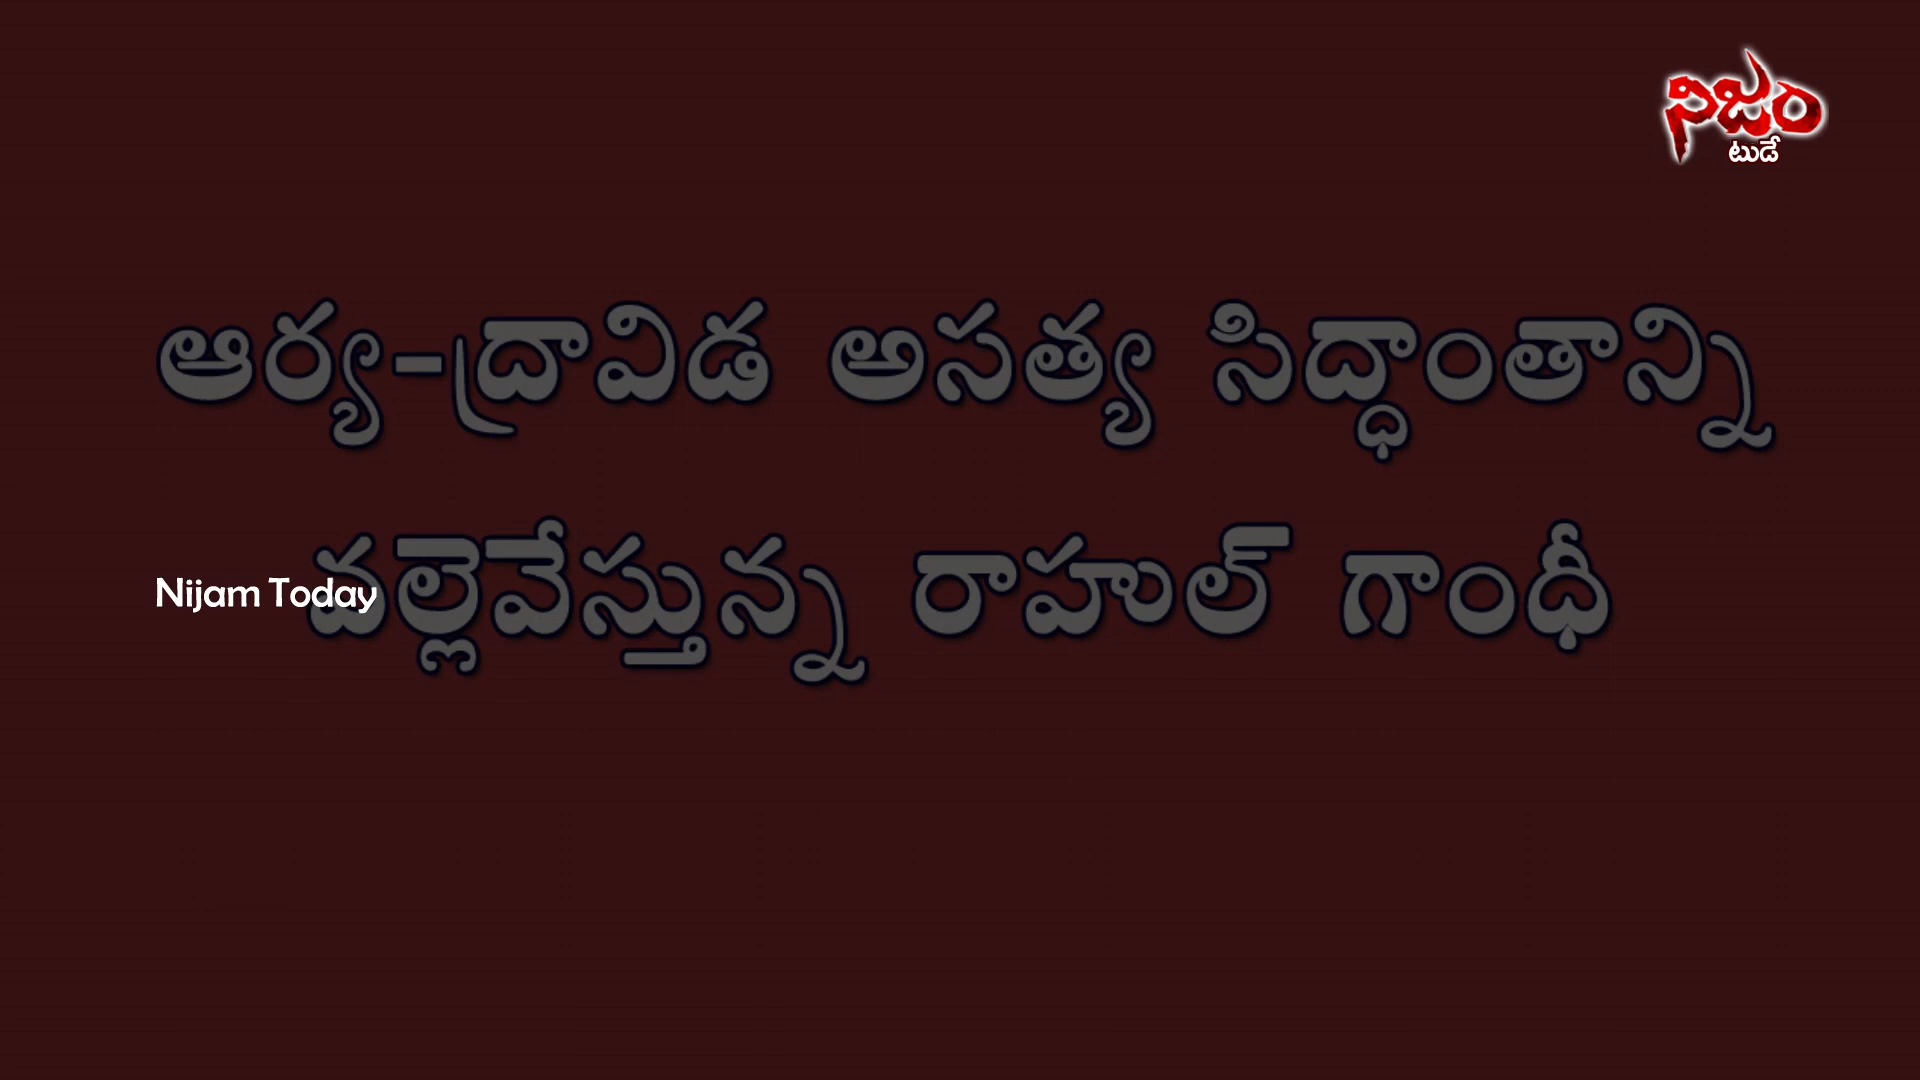 నిజం
టుడే
ఆర్య-ద్రావిడ అసత్య సిద్ధాంతాన్ని
వల్లెవేస్తున్న రాహుల్ గాంధీ
Nijam Today